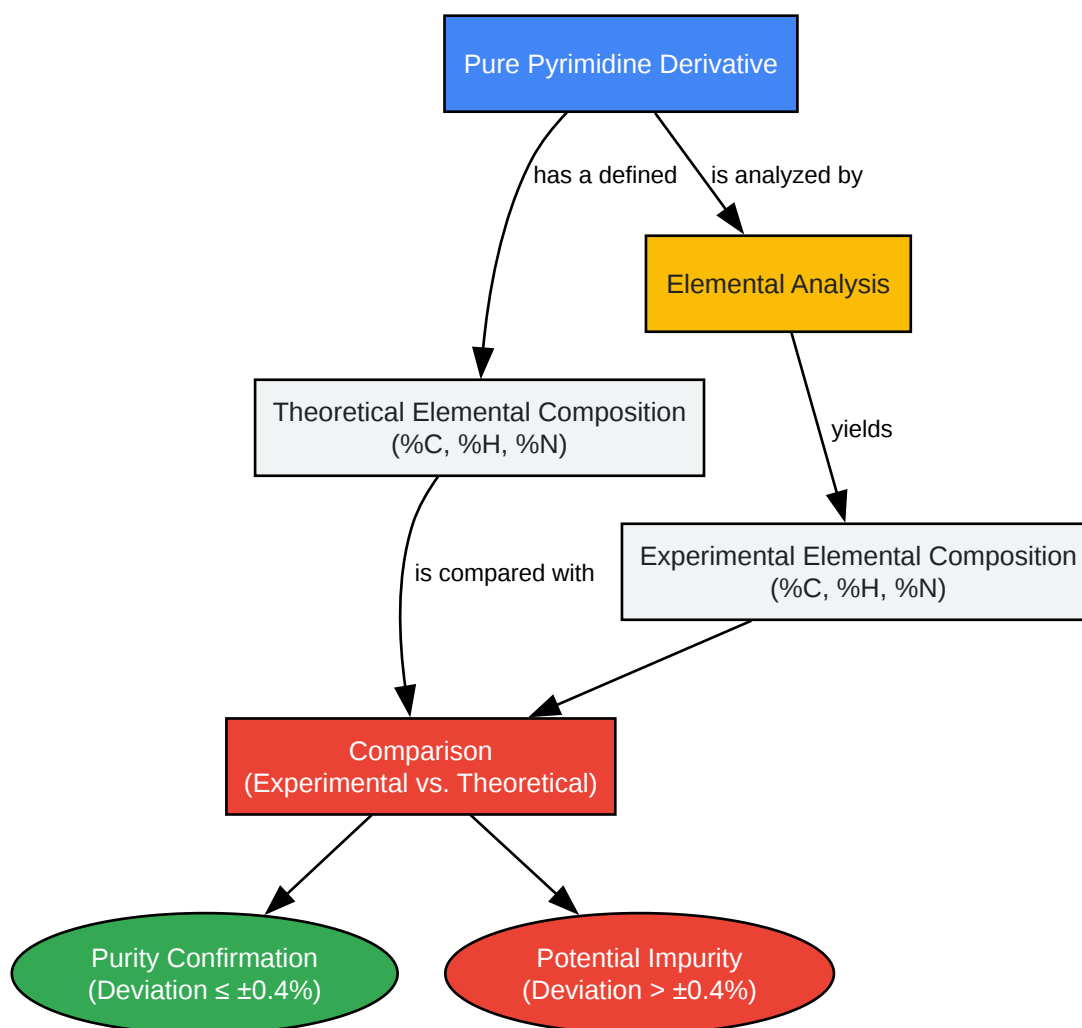 Pure Pyrimidine Derivative
has a defined
is analyzed by
Elemental Analysis
Theoretical Elemental Composition
(%C, %H, %N)
yields
is compared with
Experimental Elemental Composition
(%C, %H, %N)
Comparison
(Experimental vs. Theoretical)
Purity Confirmation
(Deviation ≤ ±0.4%)
Potential Impurity
(Deviation > ±0.4%)